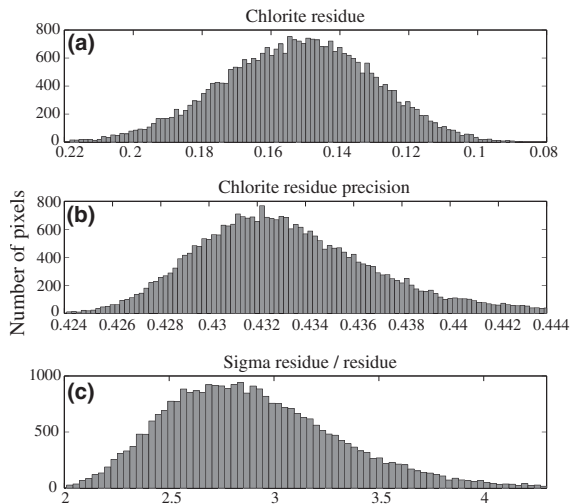 Chlorite residue
(a)
800
600
400
200
0
0.22 0.2 0.18 0.16 0.14 0.12 0.1 0.08
Chlorite residue precision
(b)
800
600
400
200
0
0.424 0.426 0.428 0.43 0.432 0.434 0.436 0.438 0.44 0.442 0.444
Number of pixels
Sigma residue / residue
(c)
1000
500
0
2 2.5 3 3.5 4